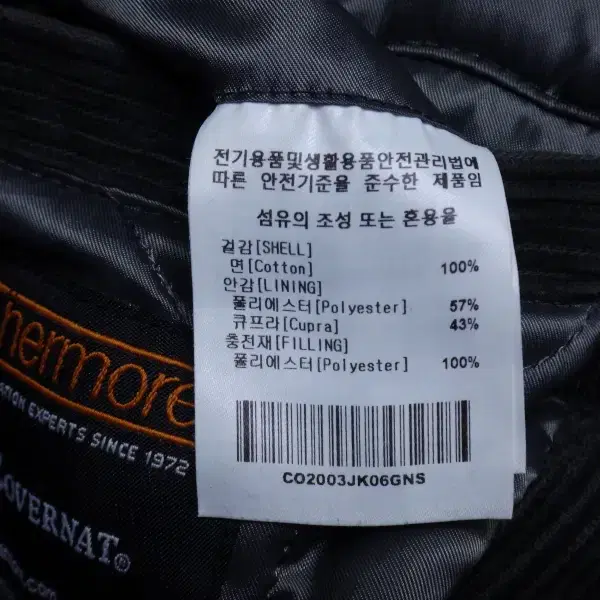 전기용품및생활용품안전관리법에
따른 안전기준을 준수한 제품임
섬유의 조성 또는 혼용율
겉감[SHELL]
면[Cotton] 100%
안감[LINING]
폴리에스터[Polyester] 57%
큐프라[Cupra] 43%
충전재[FILLING]
폴리에스터[Polyester] 100%
CO2003JK06GNS
hermore
EXPERTS SINCE 1972
OVERNAT®
.com